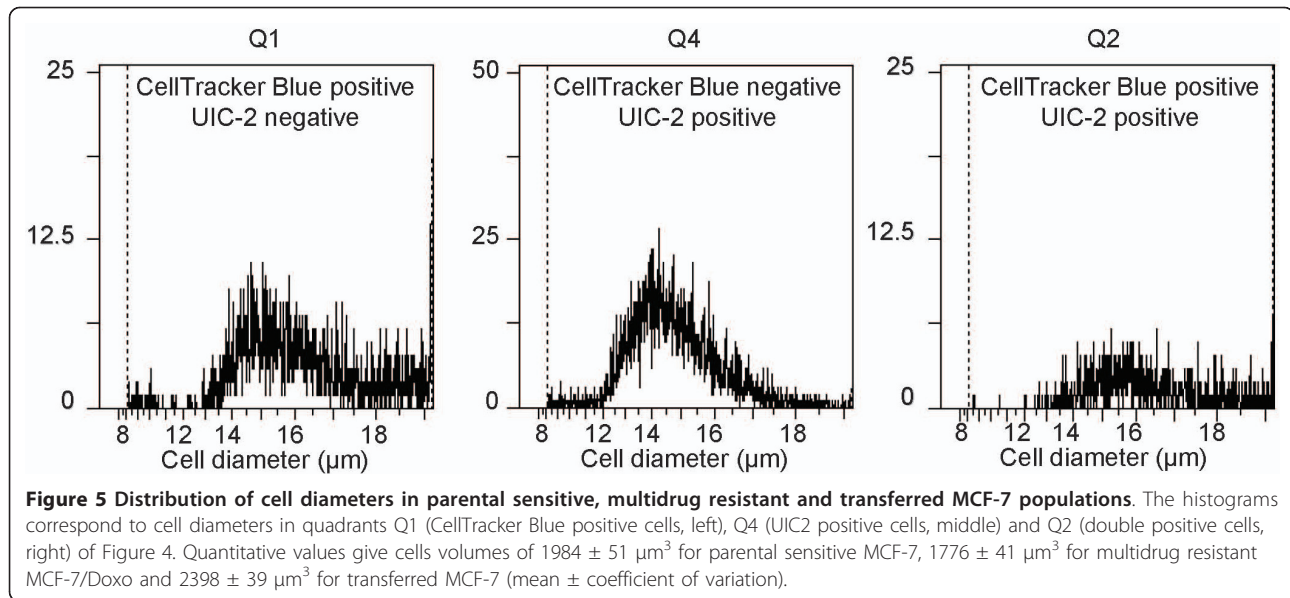 Q1
Q4
Q2
25
12.5
0
CellTracker Blue positive
UIC-2 negative
8 12 14 16 18
Cell diameter (µm)
50
25
0
CellTracker Blue negative
UIC-2 positive
8 12 14 16 18
Cell diameter (µm)
25
12.5
0
CellTracker Blue positive
UIC-2 positive
8 12 14 16 18
Cell diameter (µm)
Figure 5 Distribution of cell diameters in parental sensitive, multidrug resistant and transferred MCF-7 populations. The histograms
correspond to cell diameters in quadrants Q1 (CellTracker Blue positive cells, left), Q4 (UIC2 positive cells, middle) and Q2 (double positive cells,
right) of Figure 4. Quantitative values give cells volumes of 1984 ± 51 µm³ for parental sensitive MCF-7, 1776 ± 41 µm³ for multidrug resistant
MCF-7/Doxo and 2398 ± 39 µm³ for transferred MCF-7 (mean ± coefficient of variation).